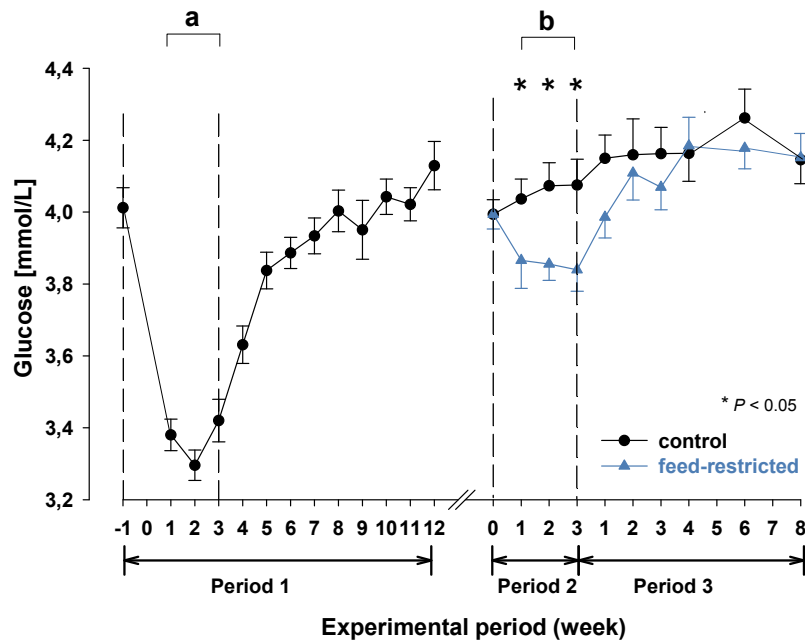 a
b
4,4
4,2
4,0
3,8
3,6
3,4
3,2
Glucose [mmol/L]
* * *
* P < 0.05
control
feed-restricted
-1 0 1 2 3 4 5 6 7 8 9 10 11 12 0 1 2 3 1 2 3 4 6 7 8
Period 1
Period 2
Period 3
Experimental period (week)